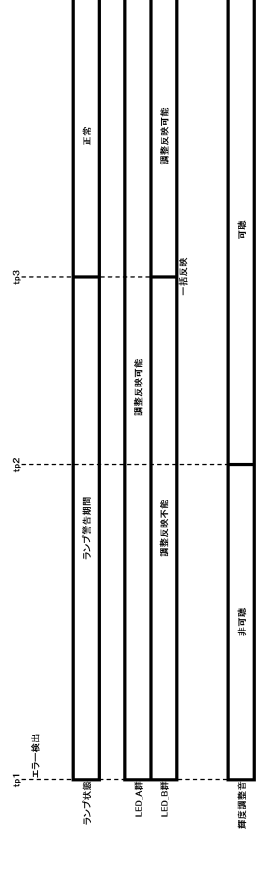 tp1
tp2
tp3
エラー検出
ランプ状態
ランプ警告期間
正常
LED_A群
調整反映可能
LED_B群
調整反映不能
調整反映可能
一括反映
輝度調整音
非可聴
可聴